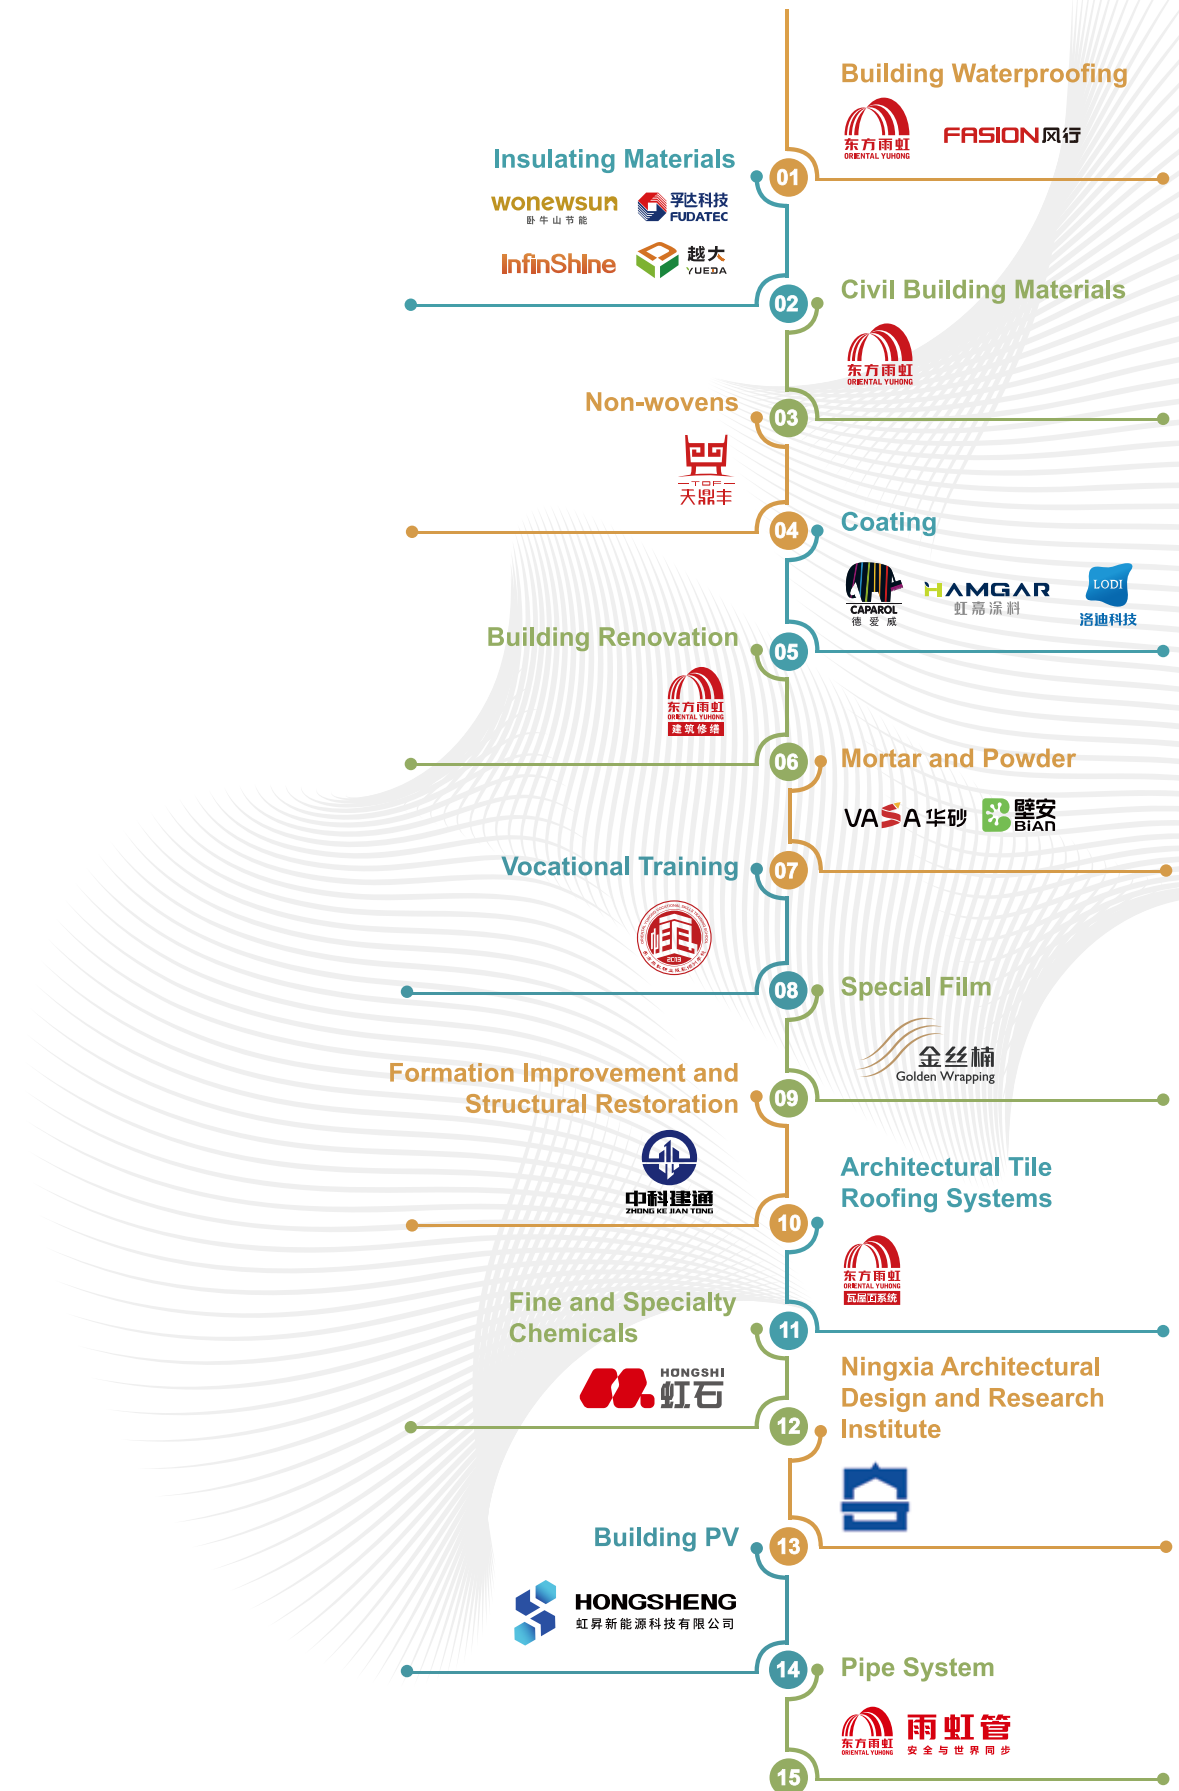 Building Waterproofing
东方雨虹
ORIENTAL YUHONG
FASION风行
01
Insulating Materials
wonewsun
卧牛山节能
孚达科技
FUDATEC
InfinShine
越大
YUEDA
02
Civil Building Materials
东方雨虹
ORIENTAL YUHONG
03
Non-wovens
TDF
天鼎丰
04
Coating
CAPAROL
德爱威
HAMGAR
虹嘉涂料
LODI
洛迪科技
05
Building Renovation
东方雨虹
ORIENTAL YUHONG
建筑修缮
06
Mortar and Powder
VASA 华砂
壁安
BIAN
07
Vocational Training
2013
08
Special Film
金丝楠
Golden Wrapping
09
Formation Improvement and
Structural Restoration
中科建通
ZHONG KE JIAN TONG
10
Architectural Tile
Roofing Systems
东方雨虹
ORIENTAL YUHONG
瓦屋面系统
11
Fine and Specialty
Chemicals
HONGSHI
虹石
12
Ningxia Architectural
Design and Research
Institute
13
Building PV
HONGSHENG
虹昇新能源科技有限公司
14
Pipe System
东方雨虹
ORIENTAL YUHONG
雨虹管
安全与世界同步
15